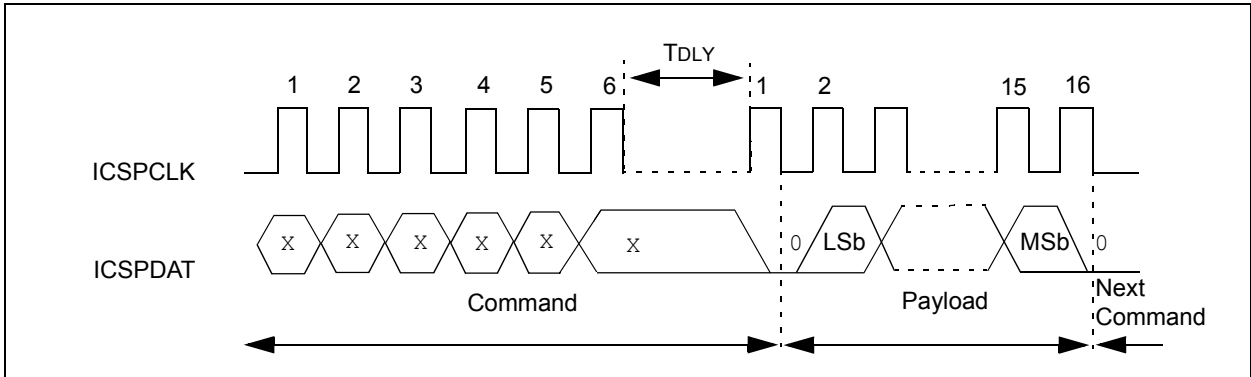 TDLY
1 2 3 4 5 6 1 2 15 16
ICSPCLK
X X X X X X 0 LSb MSb 0
ICSPDAT
Command Payload Next
Command